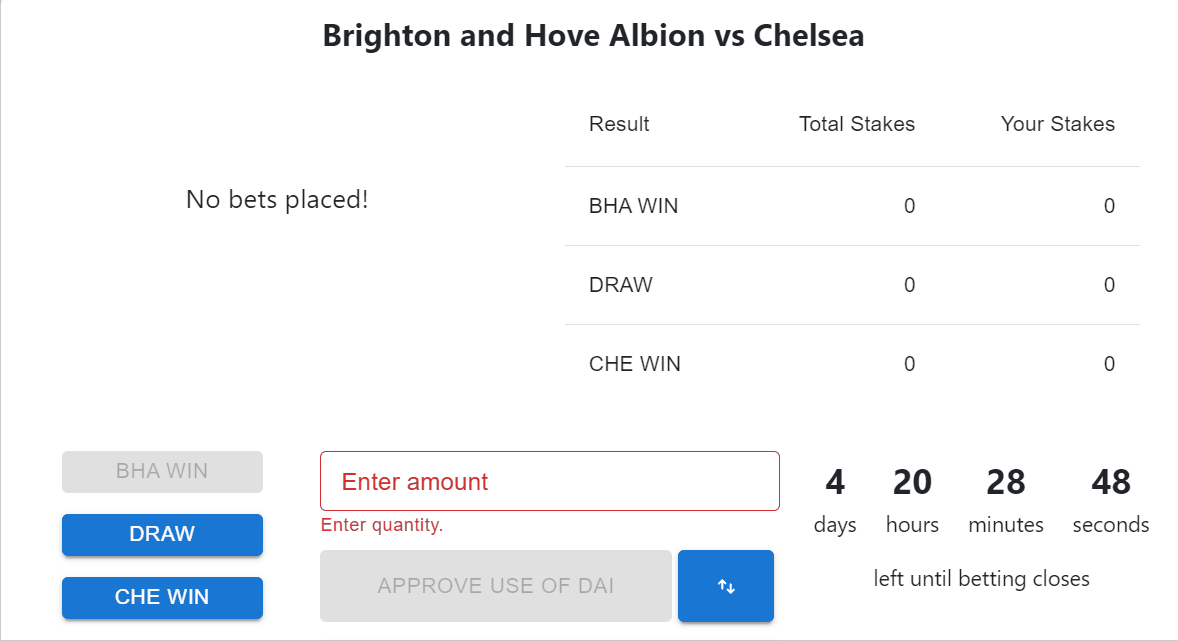 Brighton and Hove Albion vs Chelsea
No bets placed!
Result Total Stakes Your Stakes
BHA WIN 0 0
DRAW 0 0
CHE WIN 0 0
BHA WIN
DRAW
CHE WIN
Enter amount
Enter quantity.
APPROVE USE OF DAI
4 20 28 48
days hours minutes seconds
left until betting closes